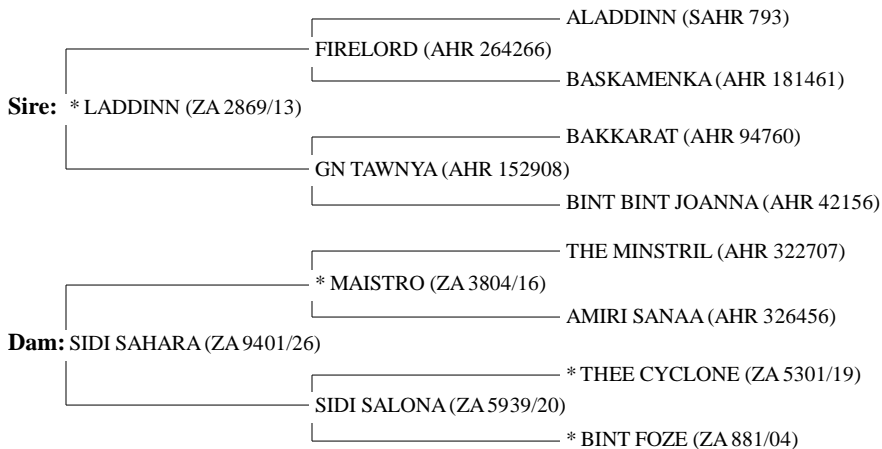 ALADDINN (SAHR 793)
FIRELORD (AHR 264266)
BASKAMENKA (AHR 181461)
Sire: * LADDINN (ZA 2869/13)
BAKKARAT (AHR 94760)
GN TAWNYA (AHR 152908)
BINT BINT JOANNA (AHR 42156)
THE MINSTRIL (AHR 322707)
* MAISTRO (ZA 3804/16)
AMIRI SANAA (AHR 326456)
Dam: SIDI SAHARA (ZA 9401/26)
* THEE CYCLONE (ZA 5301/19)
SIDI SALONA (ZA 5939/20)
* BINT FOZE (ZA 881/04)